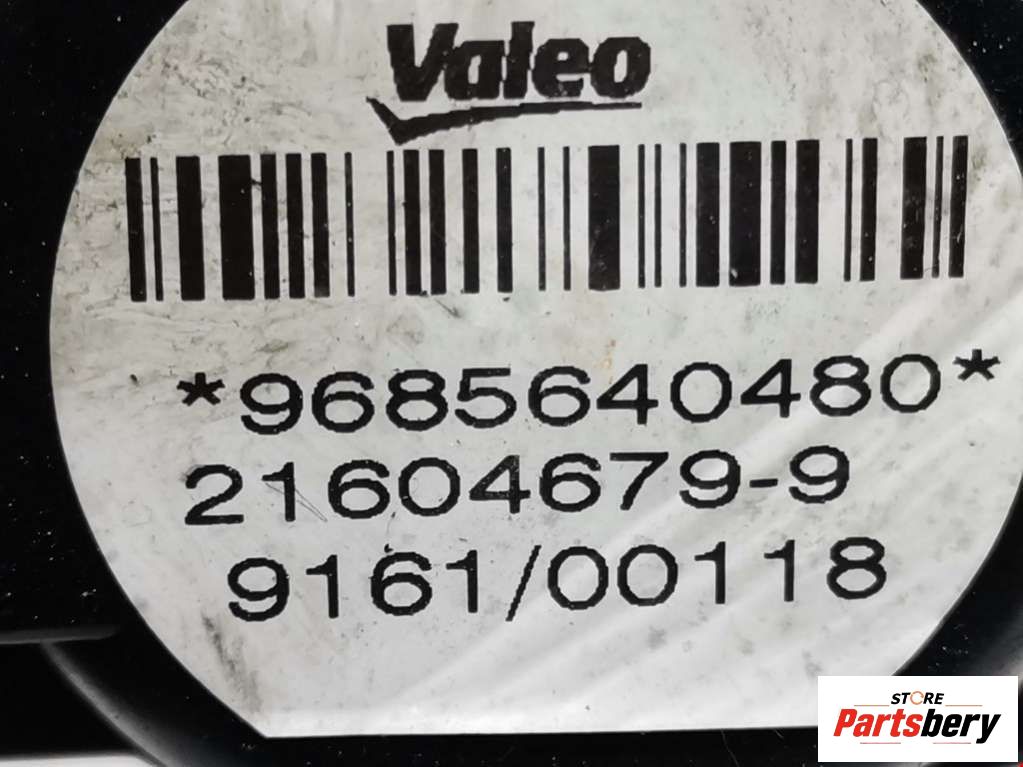 Valeo
*9685640480*
21604679-9
9161/00118
STORE
Partsbery